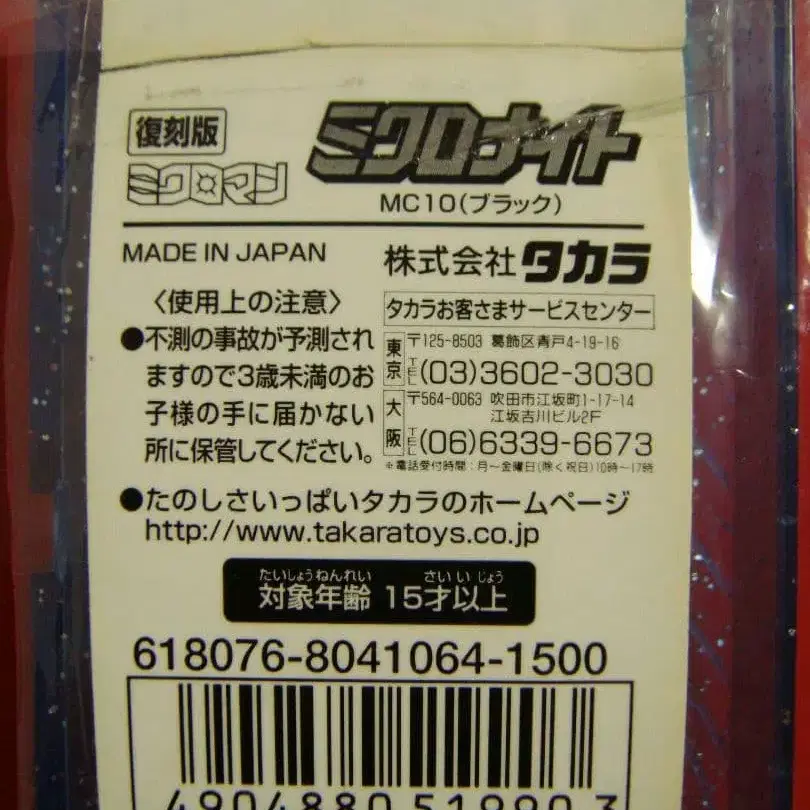 復刻版
ミクロマン
ミクロナイト
MC10(ブラック)
MADE IN JAPAN
株式会社タカラ
〈使用上の注意〉
●不測の事故が予測され
ますので3歳未満のお
子様の手に届かない
所に保管してください。
タカラお客さまサービスセンター
東京
〒125-8503 葛飾区青戸4-19-16
TEL(03)3602-3030
大阪
〒564-0063 吹田市江坂町1-17-14
江坂吉川ビル2F
TEL(06)6339-6673
※電話受付時間:月〜金曜日(除く祝日)10時〜17時
●たのしさいっぱいタカラのホームページ
http://www.takaratoys.co.jp
たいしょうねんれい さい いじょう
対象年齢 15才以上
618076-8041064-1500
4904880519903